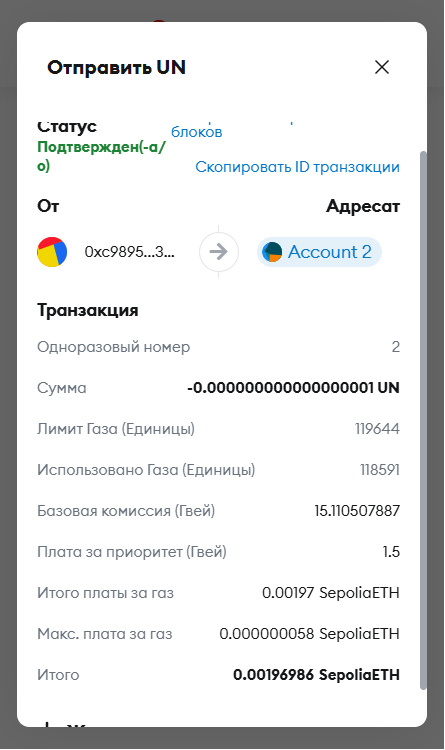 Отправить UN
Статус
блоков
Подтвержден(-а/
о)
Скопировать ID транзакции
От Адресат
0xc9895...3... Account 2
Транзакция
Одноразовый номер 2
Сумма -0.000000000000000001 UN
Лимит Газа (Единицы) 119644
Использовано Газа (Единицы) 118591
Базовая комиссия (Гвей) 15.110507887
Плата за приоритет (Гвей) 1.5
Итого платы за газ 0.00197 SepoliaETH
Макс. плата за газ 0.000000058 SepoliaETH
Итого 0.00196986 SepoliaETH